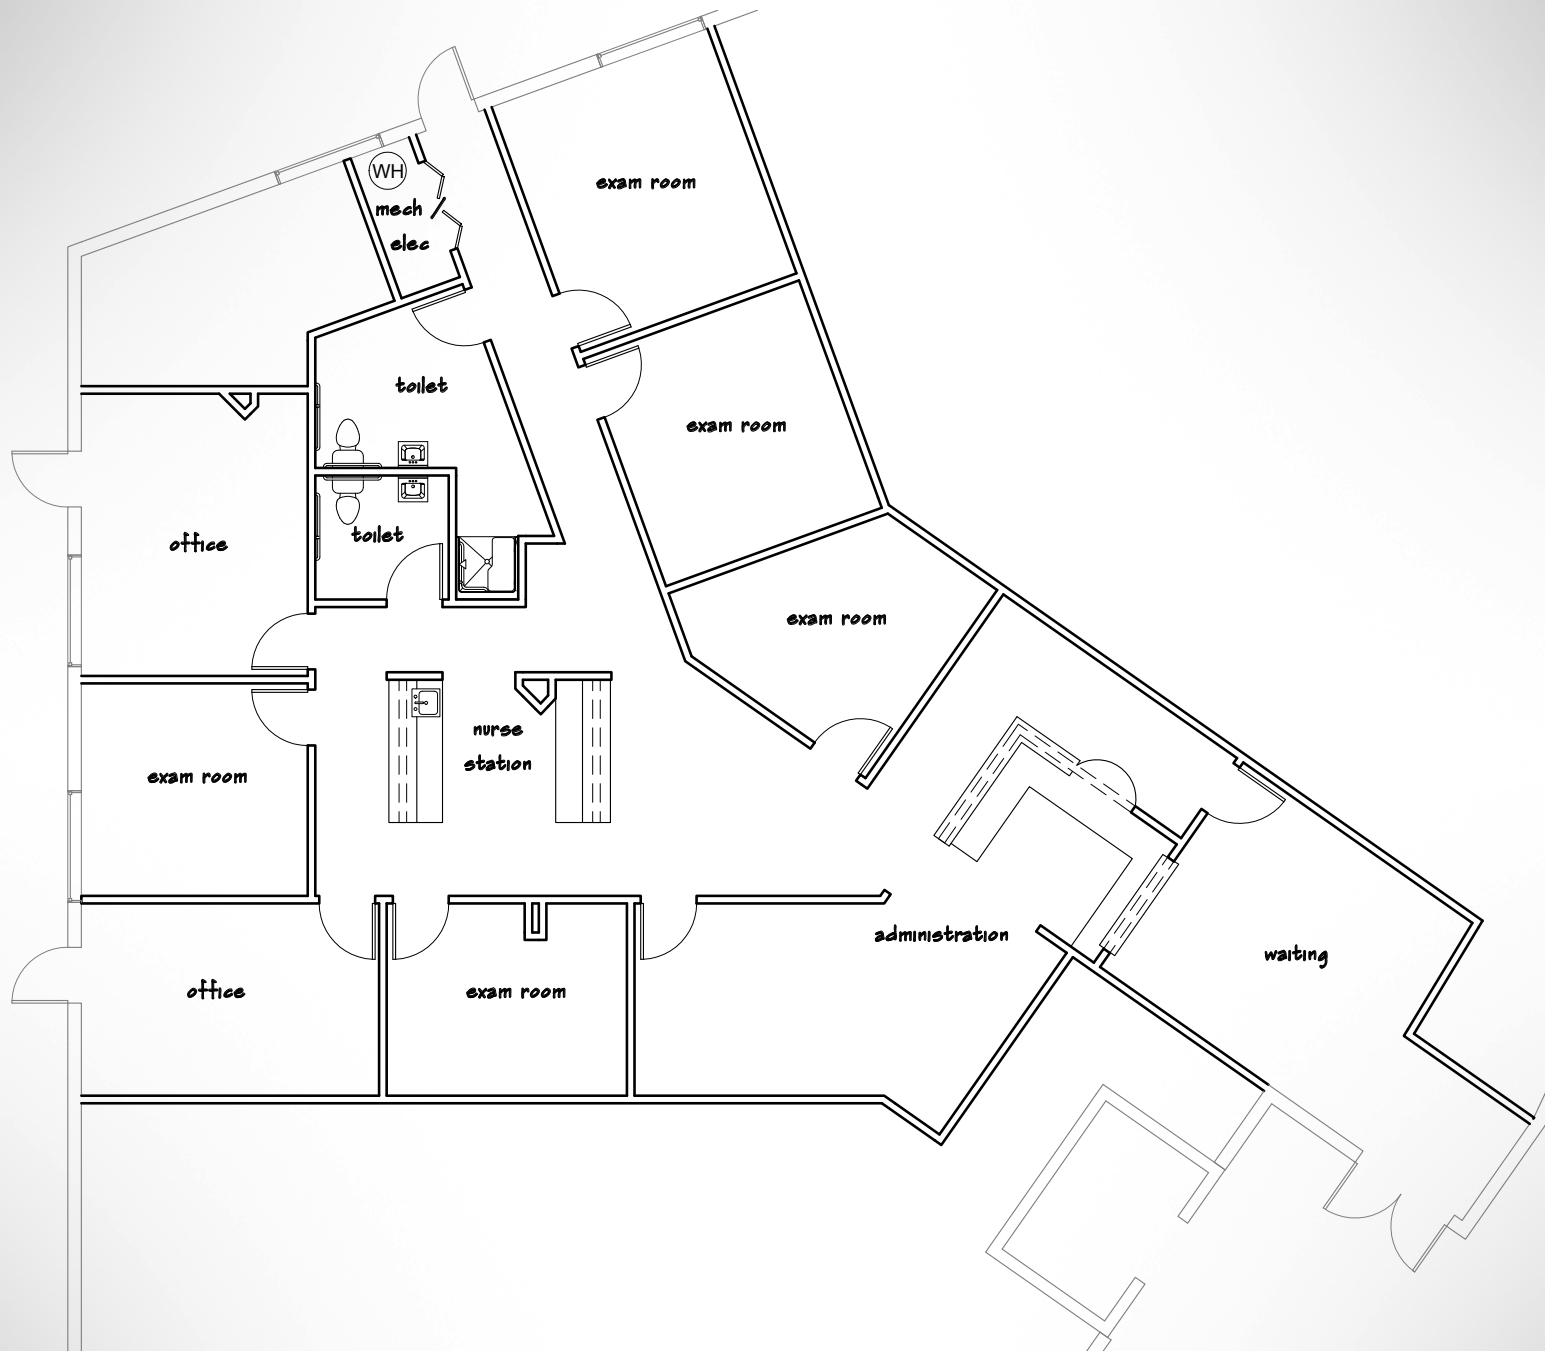 WH
mech
elec
exam room
toilet
exam room
toilet
office
exam room
nurse
station
exam room
administration
waiting
office
exam room